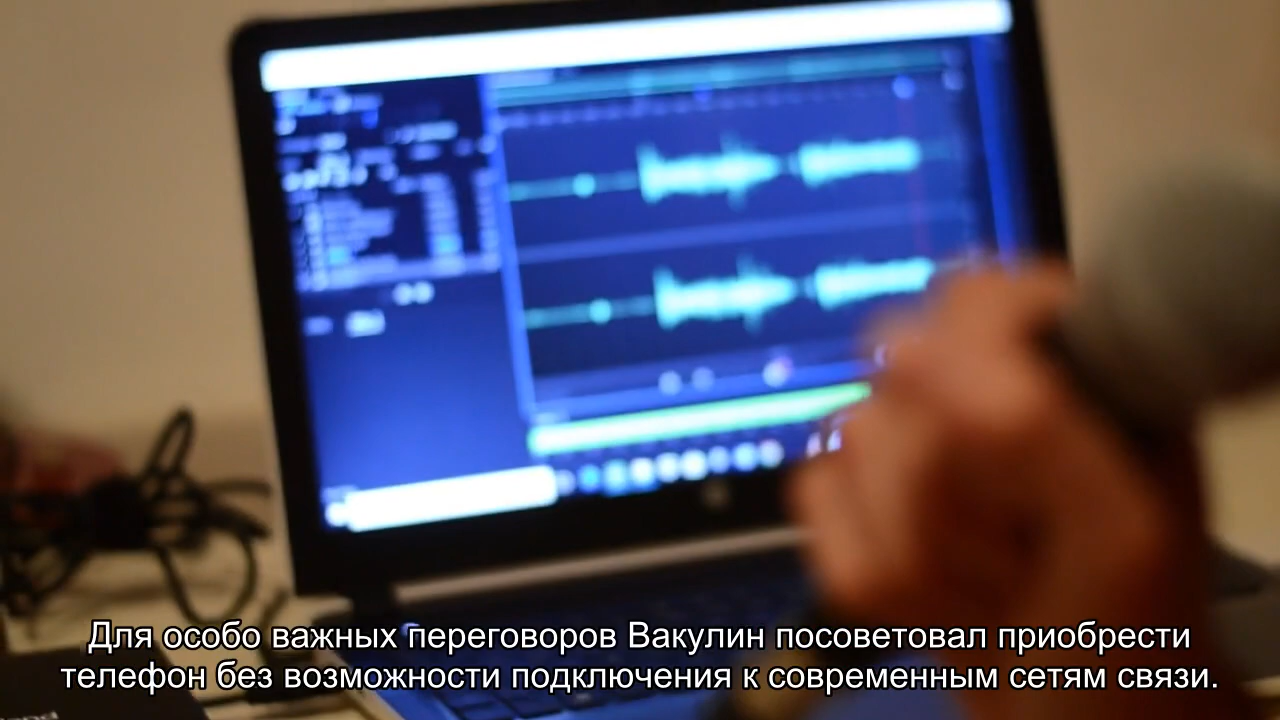 Для особо важных переговоров Вакулин посоветовал приобрести
телефон без возможности подключения к современным сетям связи.